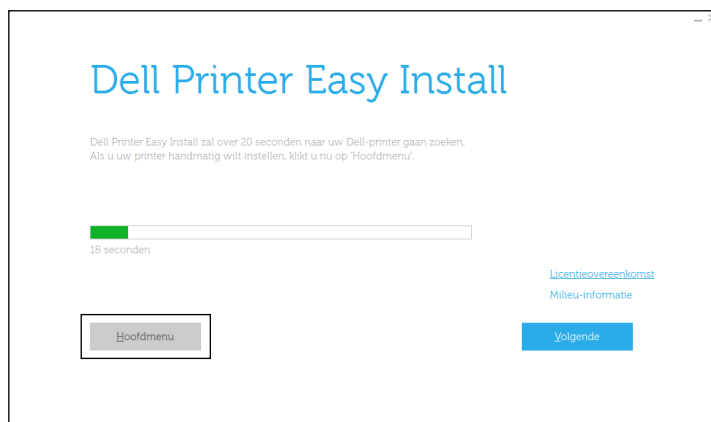 Dell Printer Easy Install
Dell Printer Easy Install zal over 20 seconden naar uw Dell-printer gaan zoeken.
Als u uw printer handmatig wilt instellen, klikt u nu op 'Hoofdmenu'.
18 seconden
Licentieovereenkomst
Milieu-informatie
Hoofdmenu
Volgende